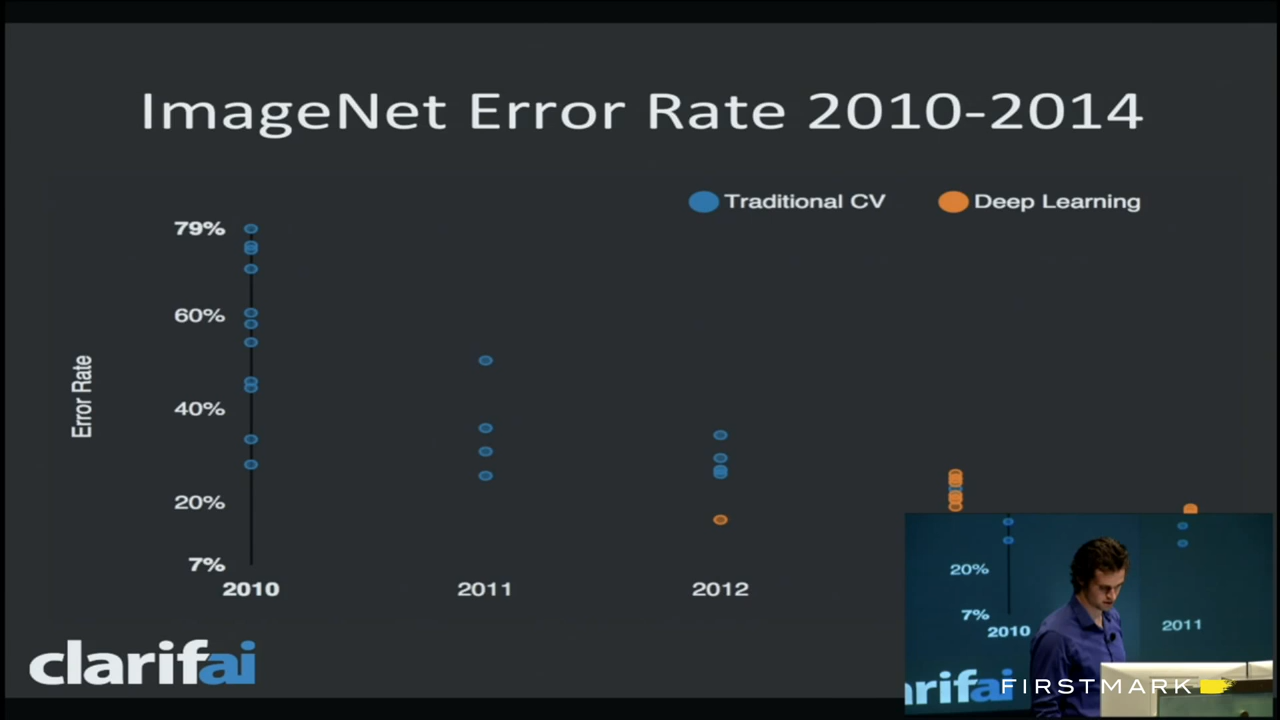 ImageNet Error Rate 2010-2014
Traditional CV
Deep Learning
79%
60%
40%
20%
7%
Error Rate
2010
2011
2012
clarifai
20%
7%
2010
2011
arifai
FIRSTMARK